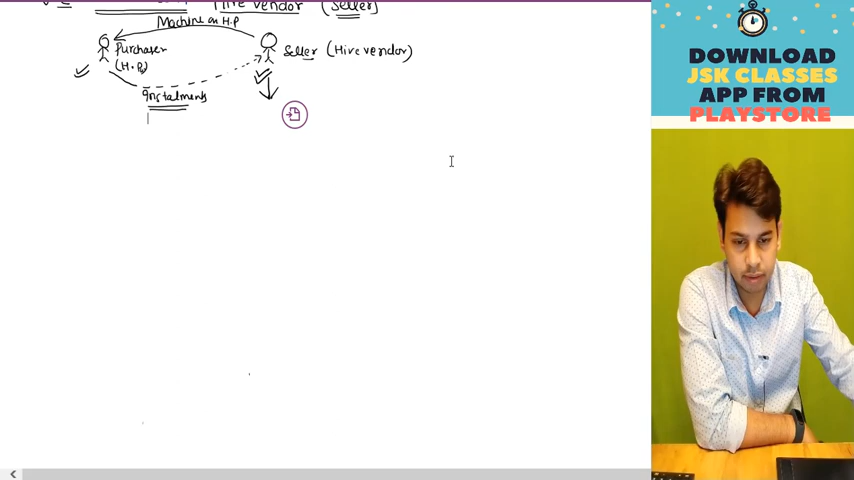 Hire vendor (Seller)
Machine on H.P
Purchaser
(H.P)
Seller (Hire vendor)
Instalments
DOWNLOAD
JSK CLASSES
APP FROM
PLAYSTORE